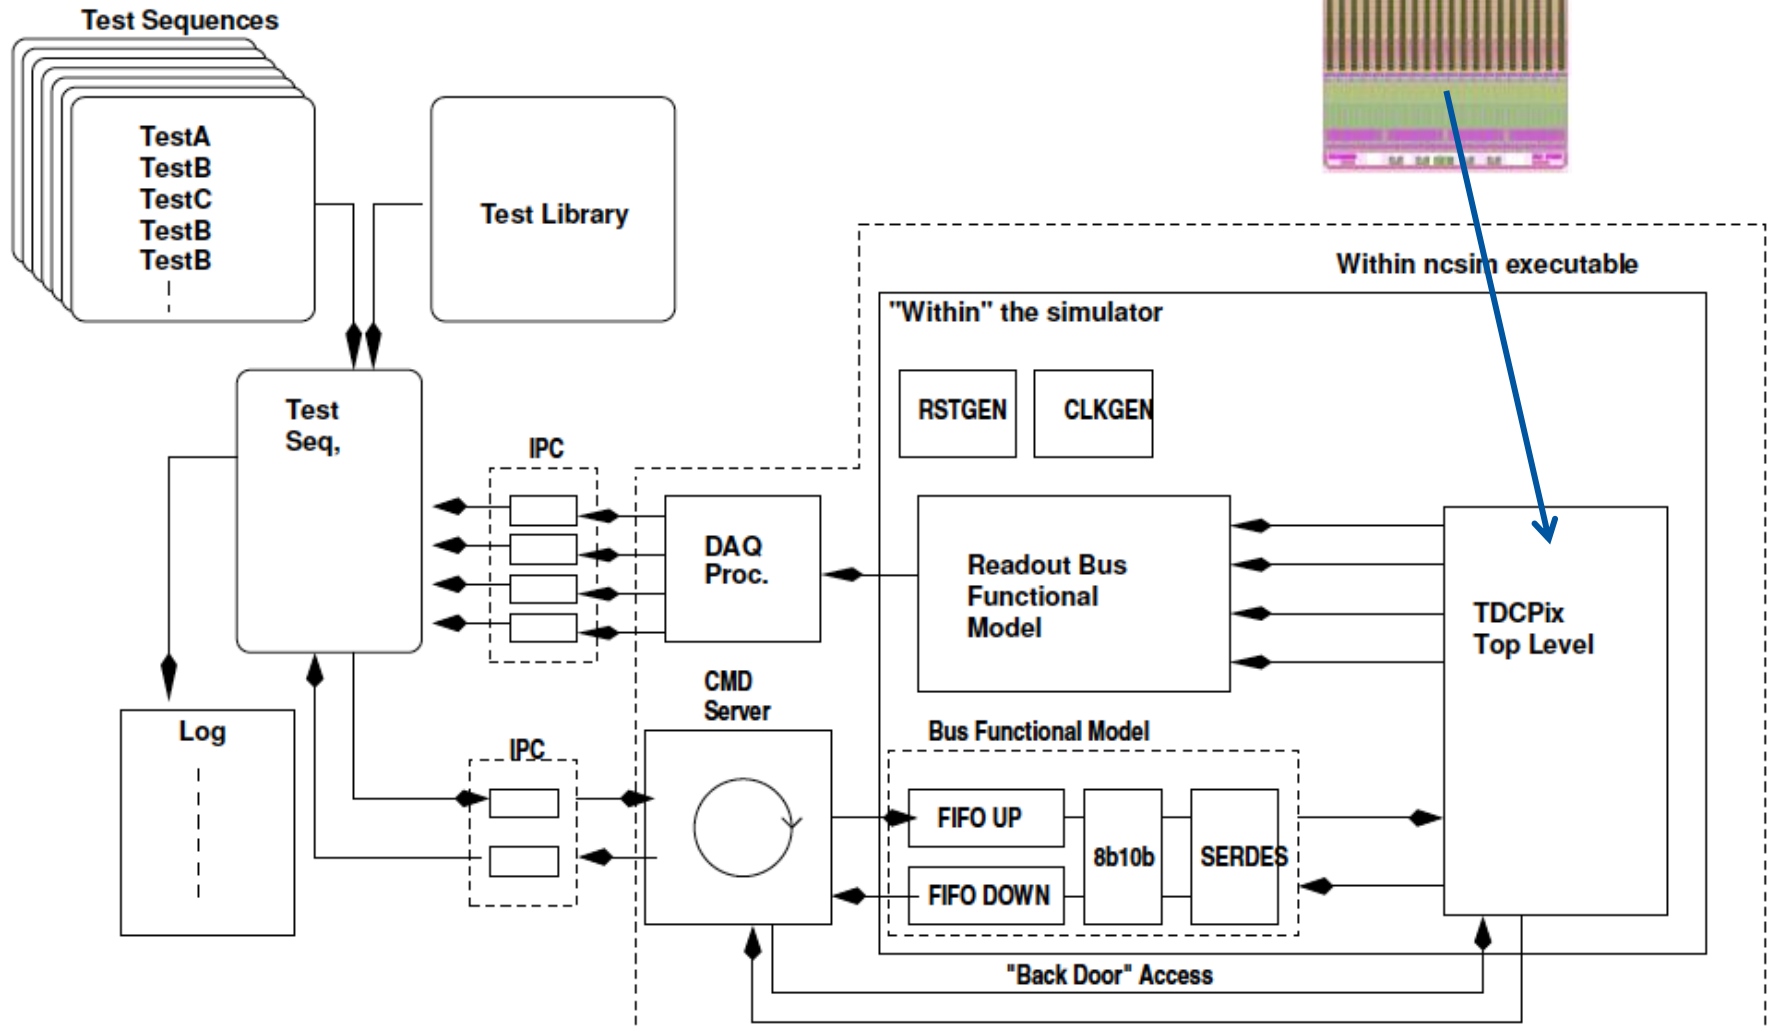 Test Sequences
TestA
TestB
TestC
TestB
TestB
Test Library
Within ncsim executable
"Within" the simulator
RSTGEN
CLKGEN
Test
Seq,
IPC
DAQ
Proc.
Readout Bus
Functional
Model
TDCPix
Top Level
CMD
Server
Log
IPC
Bus Functional Model
FIFO UP
8b10b
SERDES
FIFO DOWN
"Back Door" Access